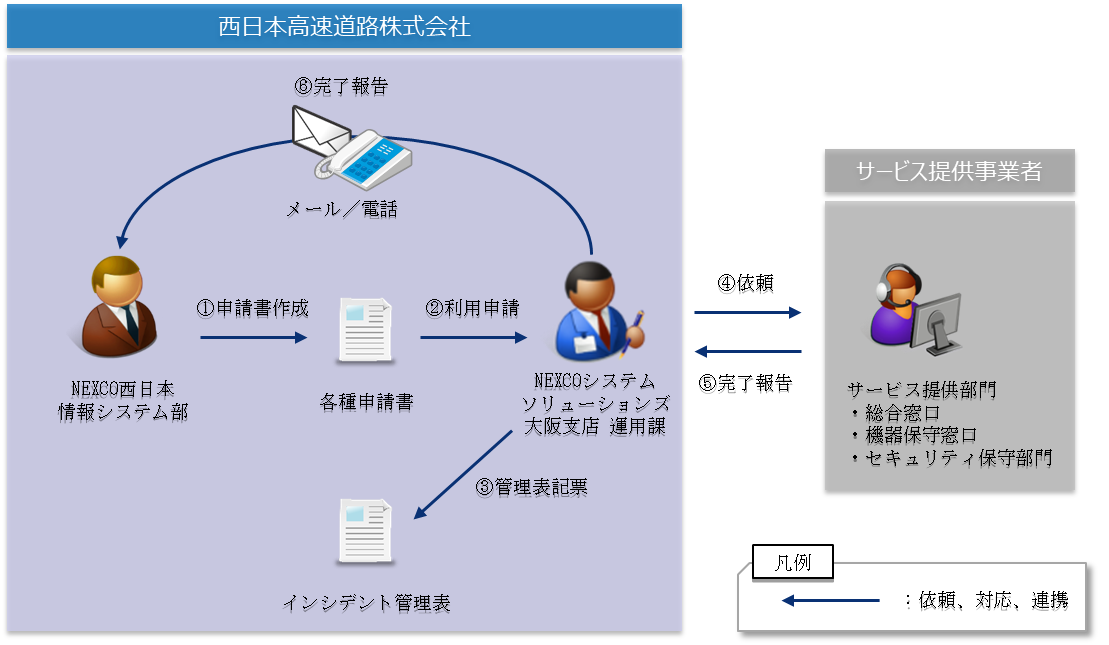 西日本高速道路株式会社
⑥完了報告
メール／電話
サービス提供事業者
①申請書作成
②利用申請
④依頼
⑤完了報告
NEXCO西日本
情報システム部
各種申請書
NEXCOシステム
ソリューションズ
大阪支店 運用課
サービス提供部門
・総合窓口
・機器保守窓口
・セキュリティ保守部門
③管理表記票
インシデント管理表
凡例
：依頼、対応、連携